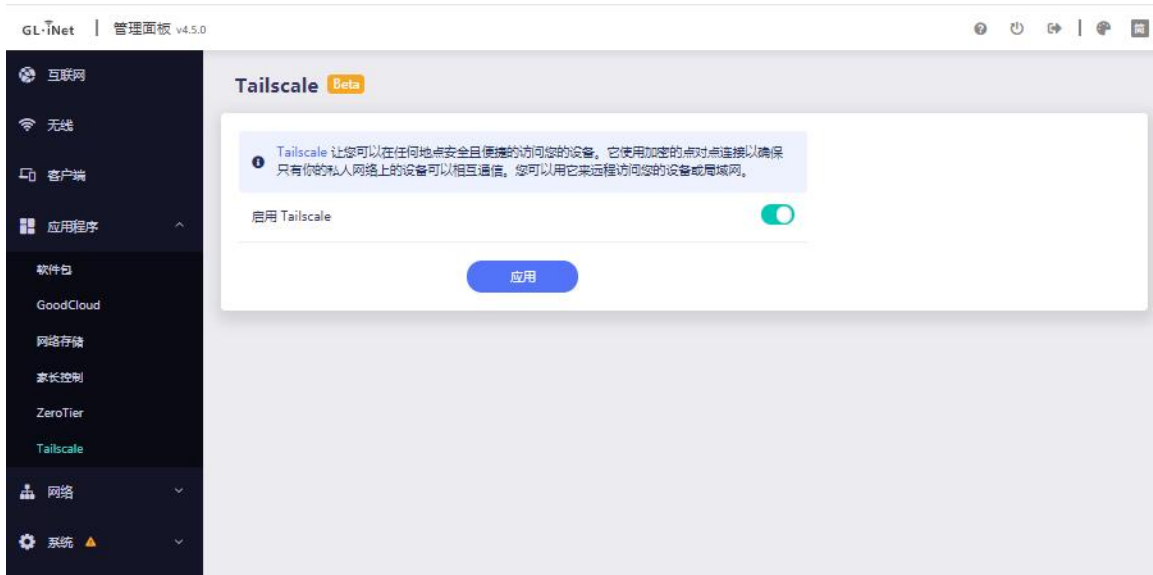 GL·iNet | 管理面板 v4.5.0
简
互联网
无线
客户端
应用程序
软件包
GoodCloud
网络存储
家长控制
ZeroTier
Tailscale
网络
系统
Tailscale Beta
Tailscale 让您可以在任何地点安全且便捷的访问您的设备。它使用加密的点对点连接以确保
只有你的私人网络上的设备可以相互通信。您可以用它来远程访问您的设备或局域网。
启用 Tailscale
应用